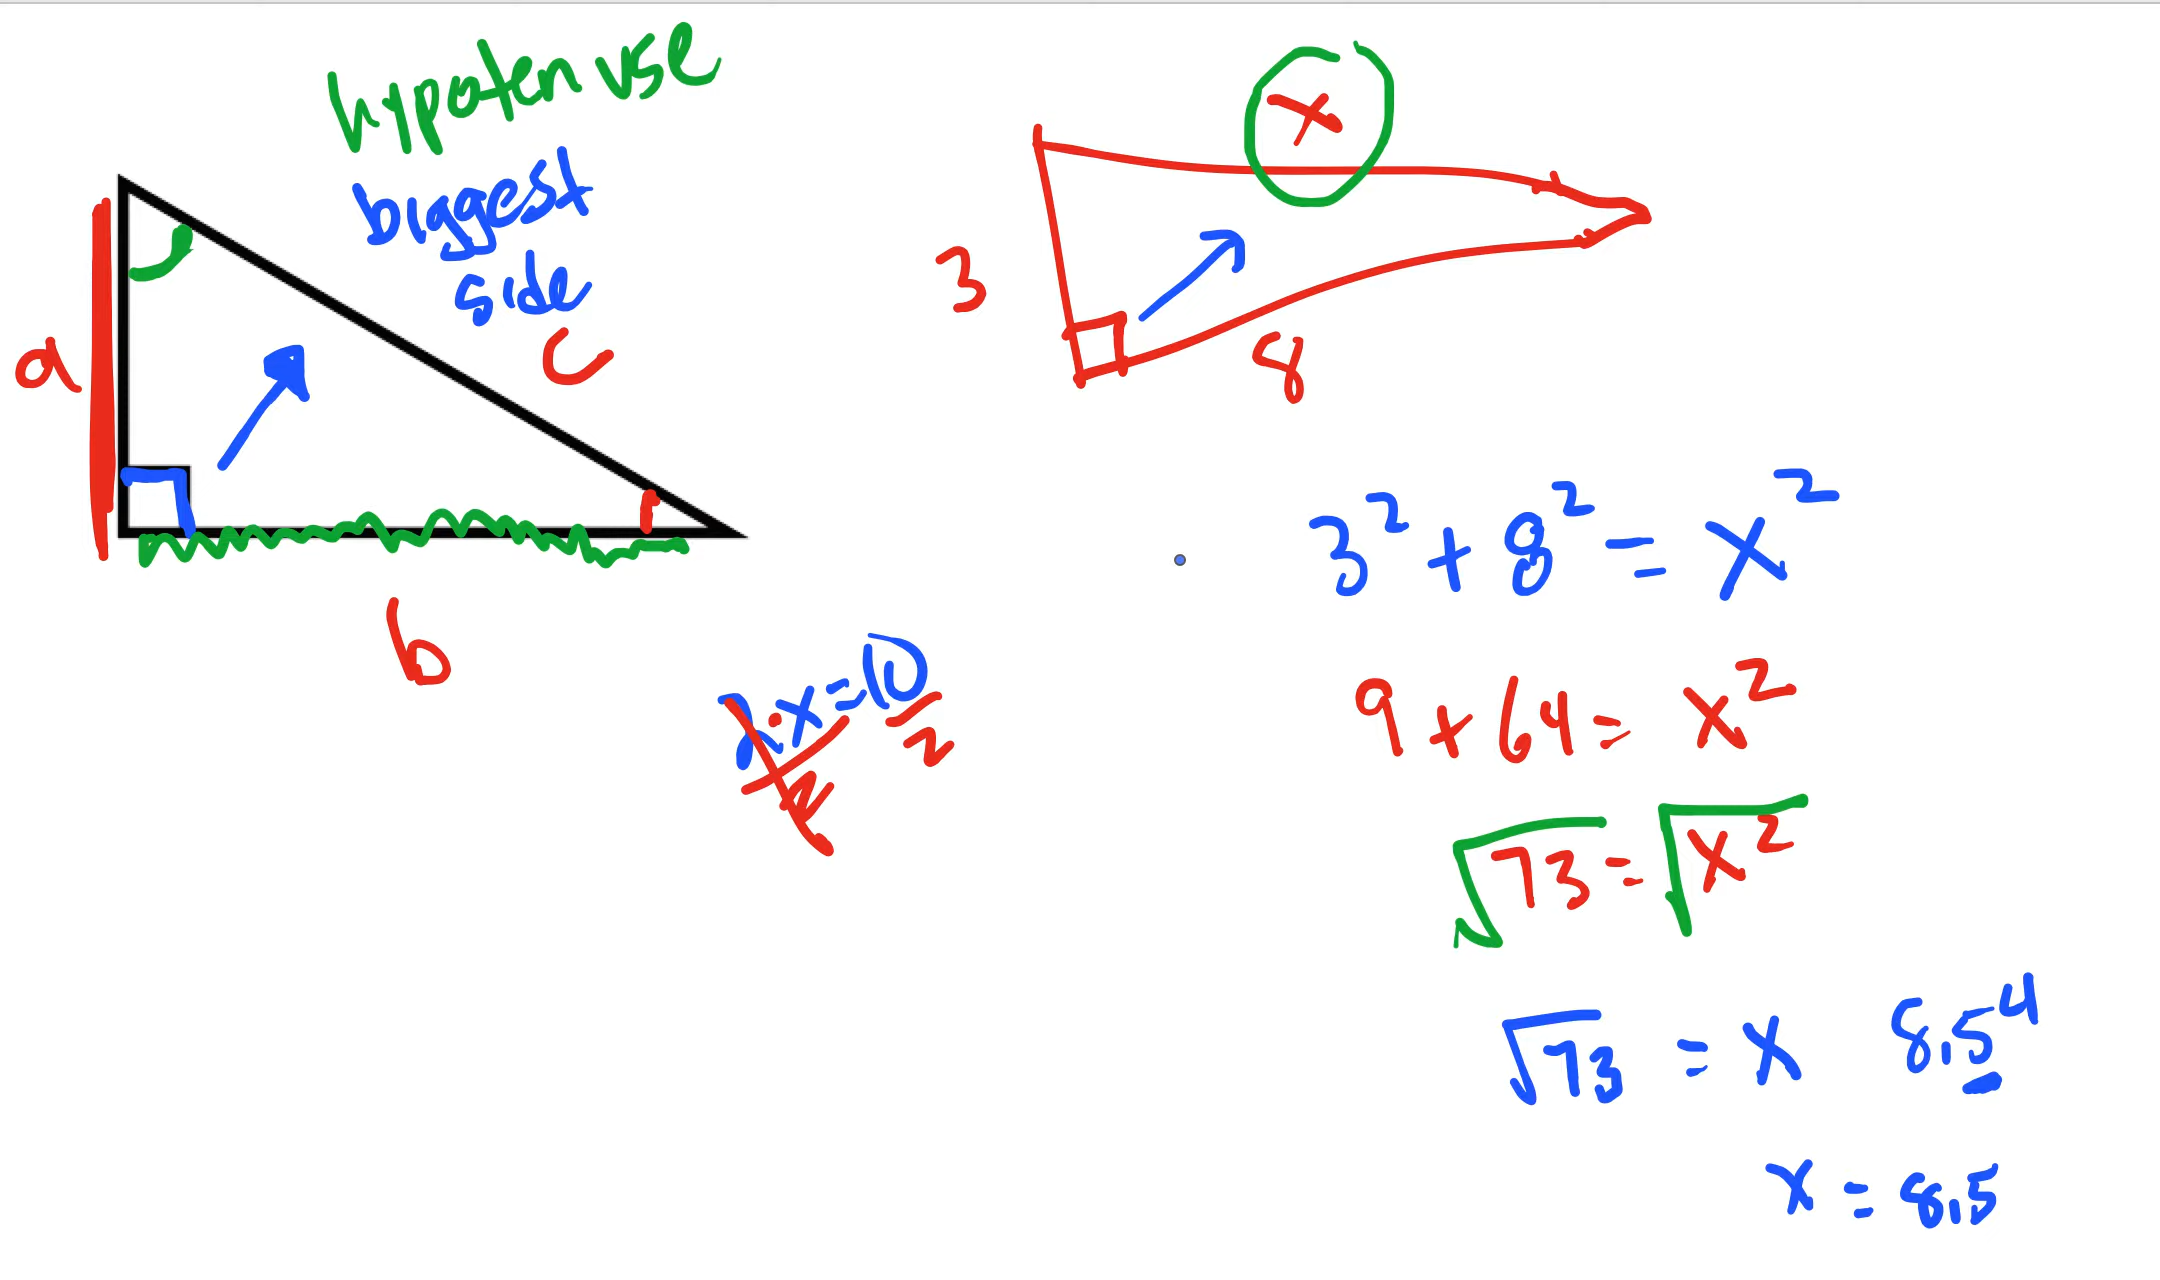 hypotenuse
biggest
side
a
c
b
x
3
8
3² + 8² = x²
9 + 64 = x²
√73 = √x²
√73 = x
8.54
x = 8.5
2·x = 10
2
2